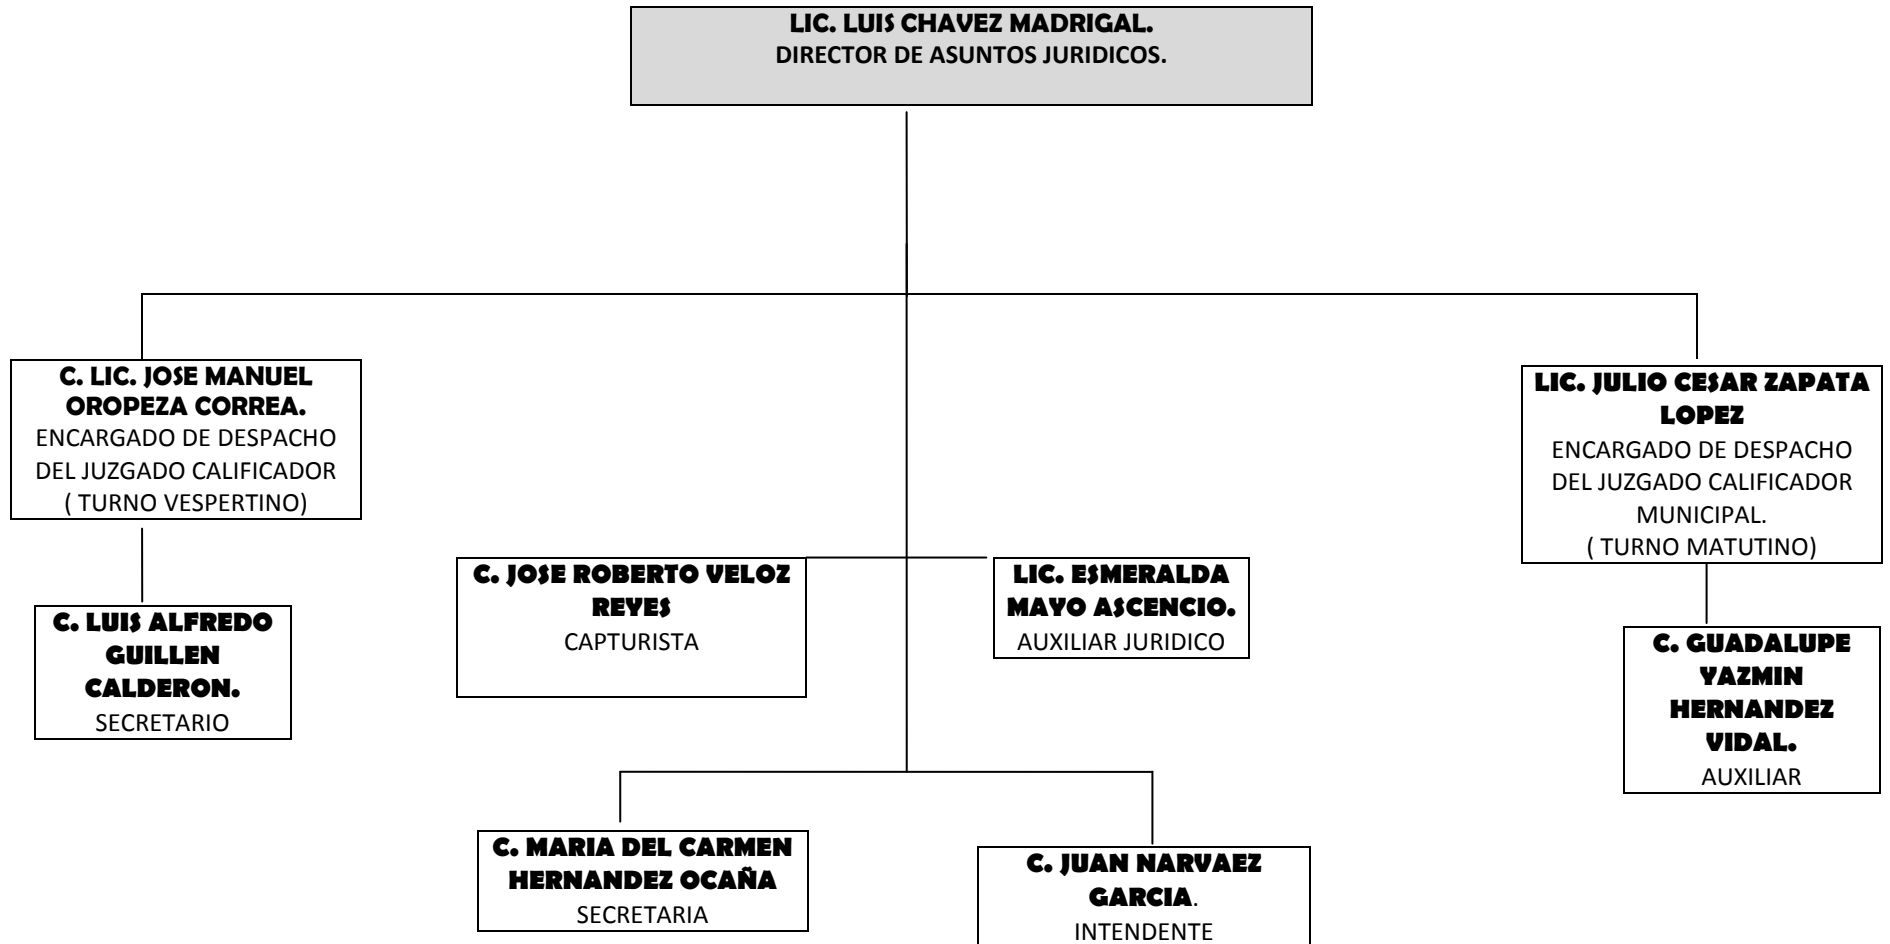 LIC. LUIS CHAVEZ MADRIGAL.
DIRECTOR DE ASUNTOS JURIDICOS.
C. LIC. JOSE MANUEL
OROPEZA CORREA.
ENCARGADO DE DESPACHO
DEL JUZGADO CALIFICADOR
( TURNO VESPERTINO)
LIC. JULIO CESAR ZAPATA
LOPEZ
ENCARGADO DE DESPACHO
DEL JUZGADO CALIFICADOR
MUNICIPAL.
( TURNO MATUTINO)
C. JOSE ROBERTO VELOZ
REYES
CAPTURISTA
LIC. ESMERALDA
MAYO ASCENCIO.
AUXILIAR JURIDICO
C. LUIS ALFREDO
GUILLEN
CALDERON.
SECRETARIO
C. GUADALUPE
YAZMIN
HERNANDEZ
VIDAL.
AUXILIAR
C. MARIA DEL CARMEN
HERNANDEZ OCAÑA
SECRETARIA
C. JUAN NARVAEZ
GARCIA.
INTENDENTE